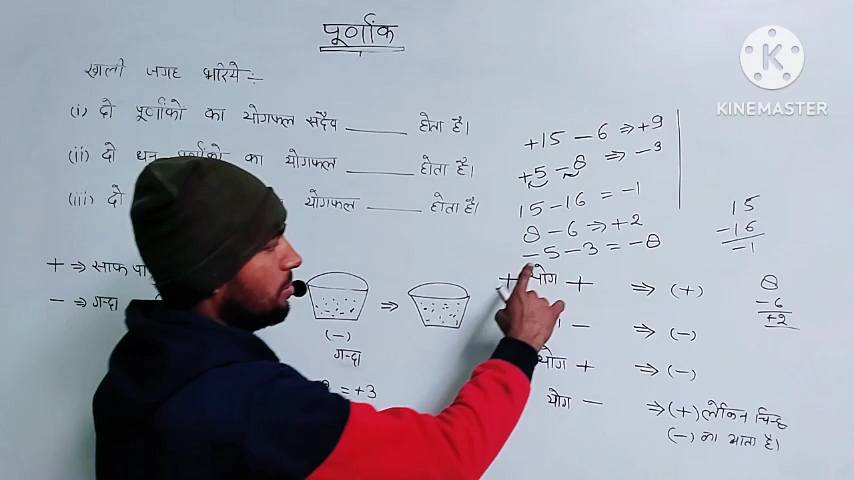 पूर्णांक
खाली जगह भरिये :-
(i) दो पूर्णांको का योगफल सदैव ______ होता है।
(ii) दो धन पूर्णांको का योगफल ______ होता है।
(iii) दो योगफल ______ होता है।
+ ⇒ साफ पा
- ⇒ गन्दा
(-)
गन्दा
⇒
= +3
+15 - 6 ⇒ +9
+5 - 8 ⇒ -3
15 - 16 = -1
8 - 6 ⇒ +2
-5 - 3 = -8
+ योग + ⇒ (+)
- ⇒ (-)
योग + ⇒ (-)
योग - ⇒ (+) लेकिन चिन्ह
(-) का आता है।
15
-16
-1
8
-6
+2
KINEMASTER